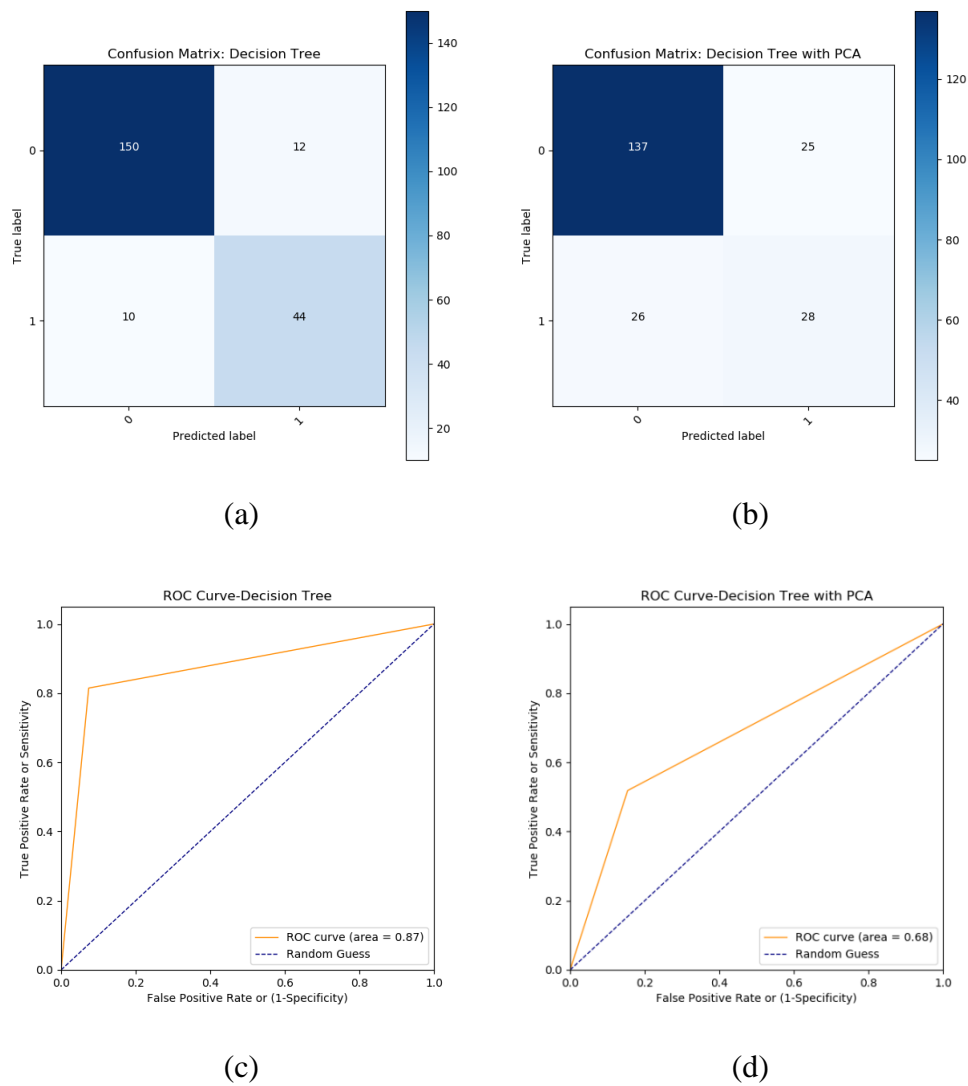 Confusion Matrix: Decision Tree
140
120
100
80
60
40
20
0
150
12
1
10
44
True label
0
1
Predicted label
(a)
Confusion Matrix: Decision Tree with PCA
120
100
80
60
40
0
137
25
1
26
28
True label
0
1
Predicted label
(b)
ROC Curve-Decision Tree
1.0
0.8
0.6
0.4
0.2
0.0
True Positive Rate or Sensitivity
ROC curve (area = 0.87)
Random Guess
0.0 0.2 0.4 0.6 0.8 1.0
False Positive Rate or (1-Specificity)
(c)
ROC Curve-Decision Tree with PCA
1.0
0.8
0.6
0.4
0.2
0.0
True Positive Rate or Sensitivity
ROC curve (area = 0.68)
Random Guess
0.0 0.2 0.4 0.6 0.8 1.0
False Positive Rate or (1-Specificity)
(d)